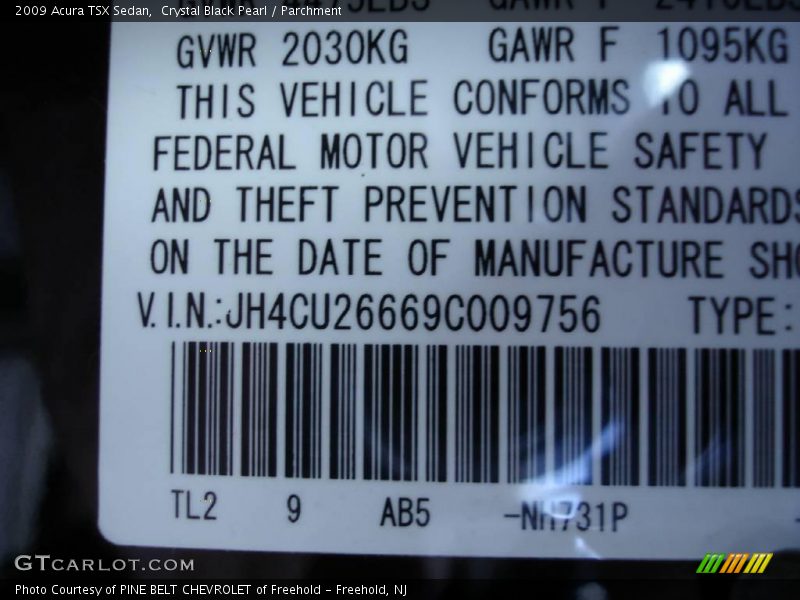 2009 Acura TSX Sedan, Crystal Black Pearl / Parchment
GVWR 2030KG GAWR F 1095KG
THIS VEHICLE CONFORMS TO ALL
FEDERAL MOTOR VEHICLE SAFETY
AND THEFT PREVENTION STANDARDS
ON THE DATE OF MANUFACTURE SHO
V.I.N.:JH4CU26669C009756 TYPE:
TL2 9 AB5 -NH731P
GTCARLOT.COM
Photo Courtesy of PINE BELT CHEVROLET of Freehold - Freehold, NJ